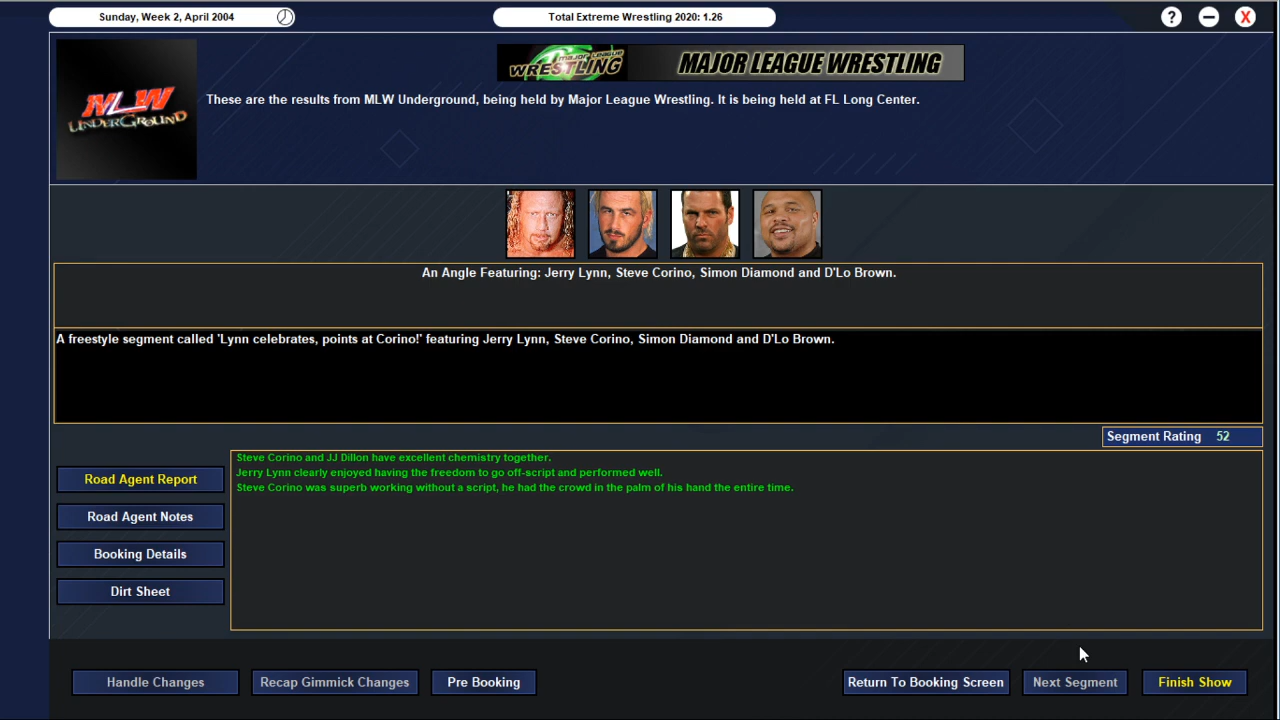 Sunday, Week 2, April 2004
Total Extreme Wrestling 2020: 1.26
?
X
MLW
UNDERGROUND
MAJOR LEAGUE
WRESTLING
MAJOR LEAGUE WRESTLING
These are the results from MLW Underground, being held by Major League Wrestling. It is being held at FL Long Center.
An Angle Featuring: Jerry Lynn, Steve Corino, Simon Diamond and D'Lo Brown.
A freestyle segment called 'Lynn celebrates, points at Corino!' featuring Jerry Lynn, Steve Corino, Simon Diamond and D'Lo Brown.
Segment Rating 52
Road Agent Report
Road Agent Notes
Booking Details
Dirt Sheet
Steve Corino and JJ Dillon have excellent chemistry together.
Jerry Lynn clearly enjoyed having the freedom to go off-script and performed well.
Steve Corino was superb working without a script, he had the crowd in the palm of his hand the entire time.
Handle Changes
Recap Gimmick Changes
Pre Booking
Return To Booking Screen
Next Segment
Finish Show